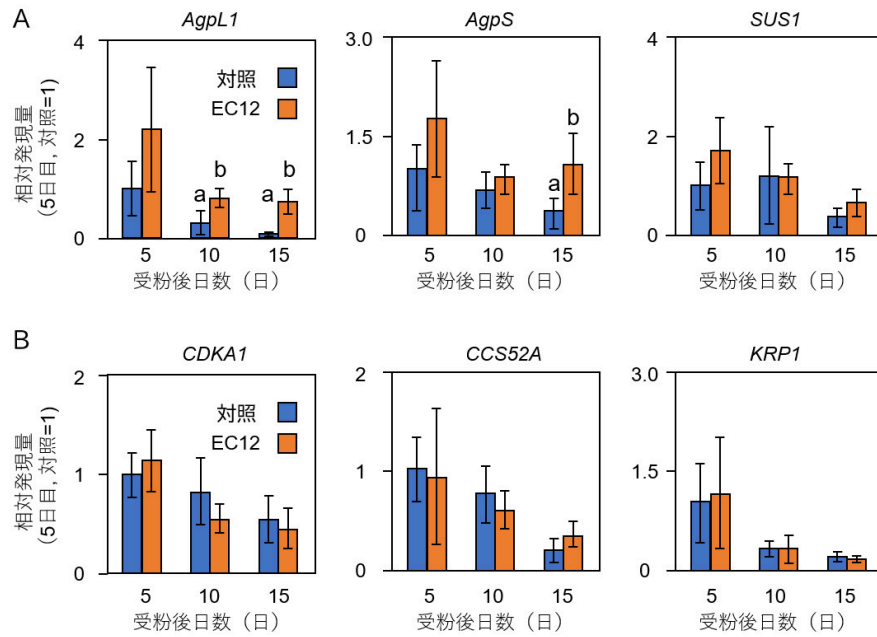 A
AgpL1
AgpS
SUS1
相対発現量
(5日目, 対照=1)
4
2
0
対照
EC12
a b
a b
5 10 15
受粉後日数（日）
3.0
1.5
0
a b
5 10 15
受粉後日数（日）
4
2
0
5 10 15
受粉後日数（日）
B
CDKA1
CCS52A
KRP1
相対発現量
(5日目, 対照=1)
2
1
0
対照
EC12
5 10 15
受粉後日数（日）
2
1
0
5 10 15
受粉後日数（日）
3.0
1.5
0
5 10 15
受粉後日数（日）